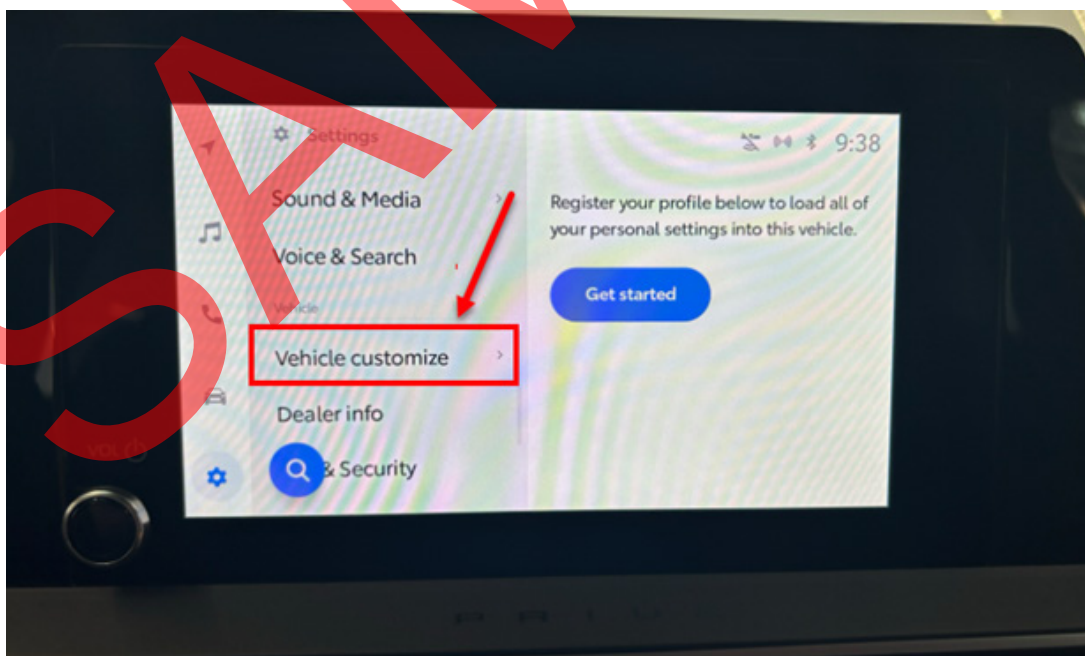 Settings
9:38
Sound & Media
Voice & Search
Vehicle
Vehicle customize
Dealer info
& Security
Register your profile below to load all of
your personal settings into this vehicle.
Get started
VOL
SAM